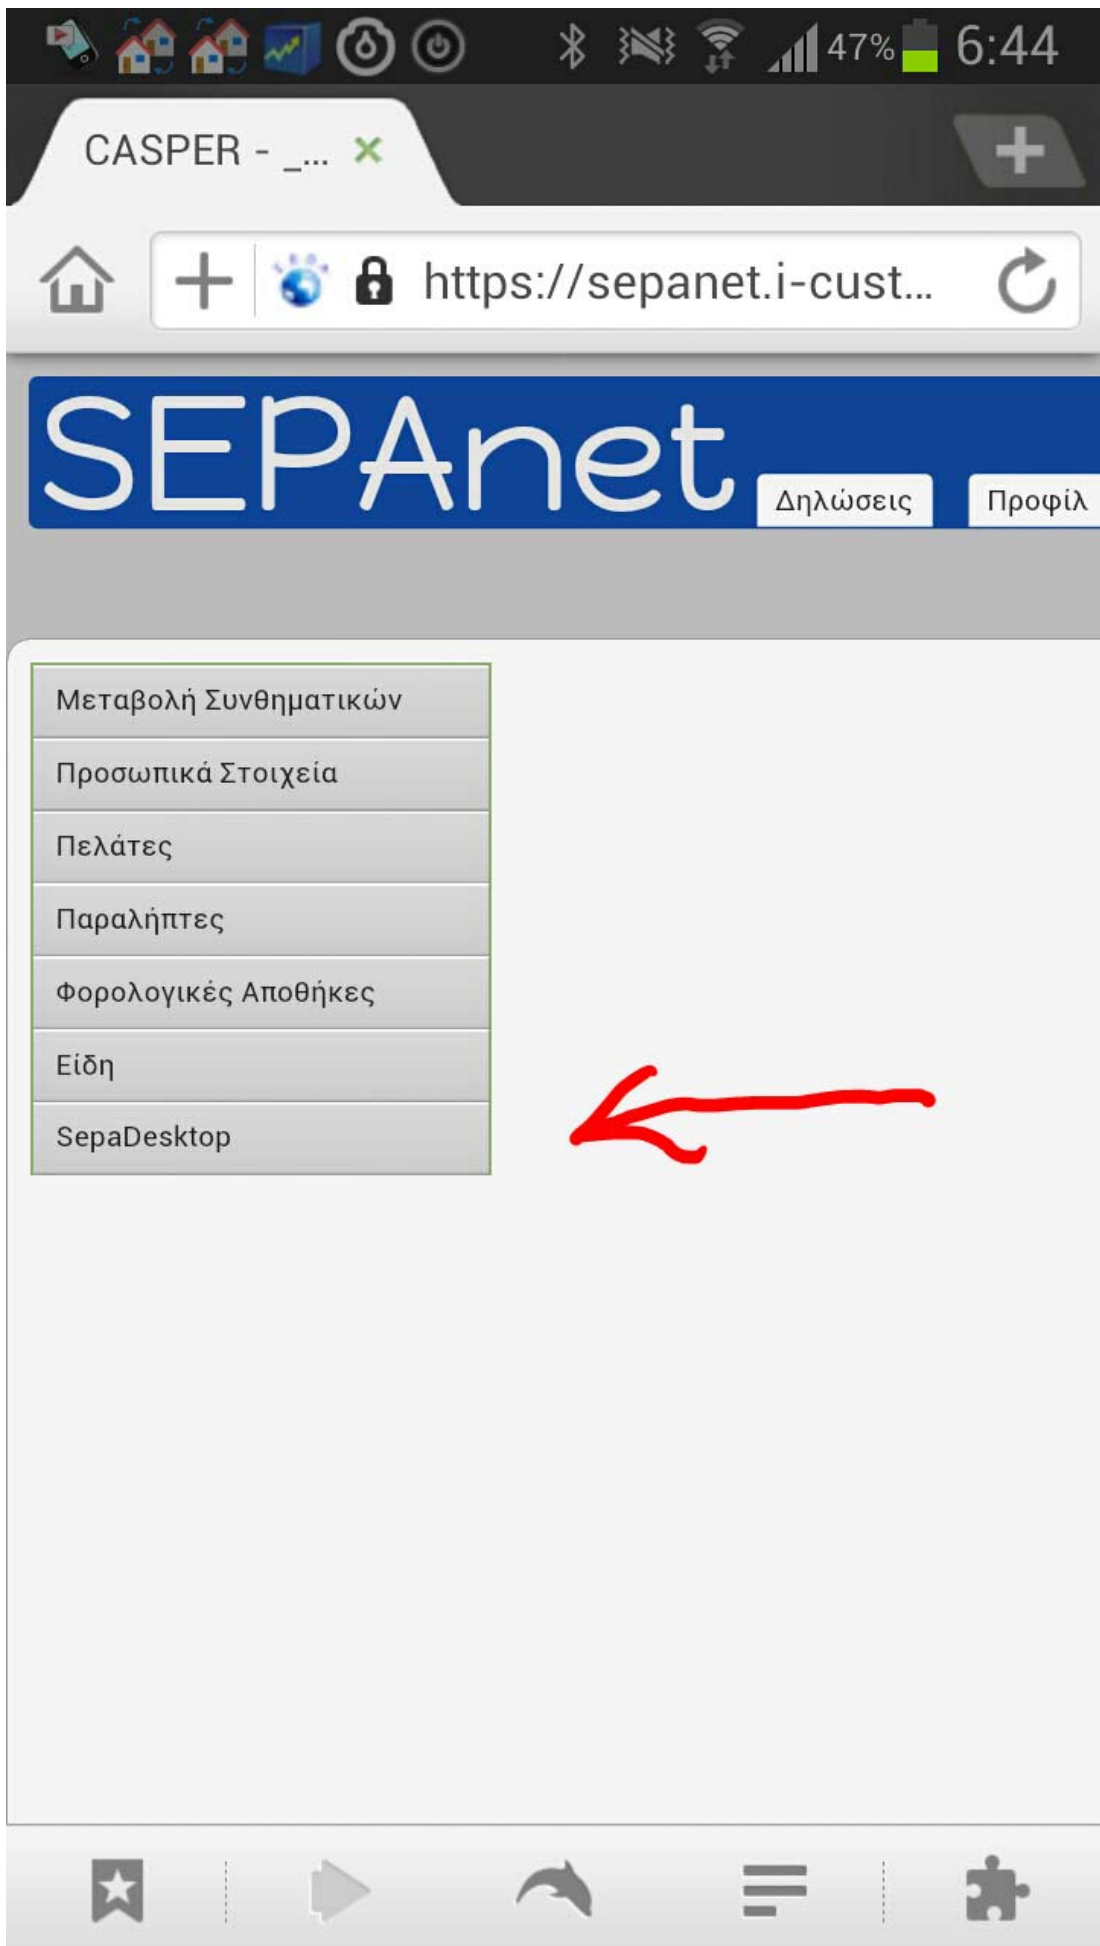 47% 6:44
CASPER - _...
https://sepanet.i-cust...
SEPAnet
Δηλώσεις Προφίλ
Μεταβολή Συνθηματικών
Προσωπικά Στοιχεία
Πελάτες
Παραλήπτες
Φορολογικές Αποθήκες
Είδη
SepaDesktop